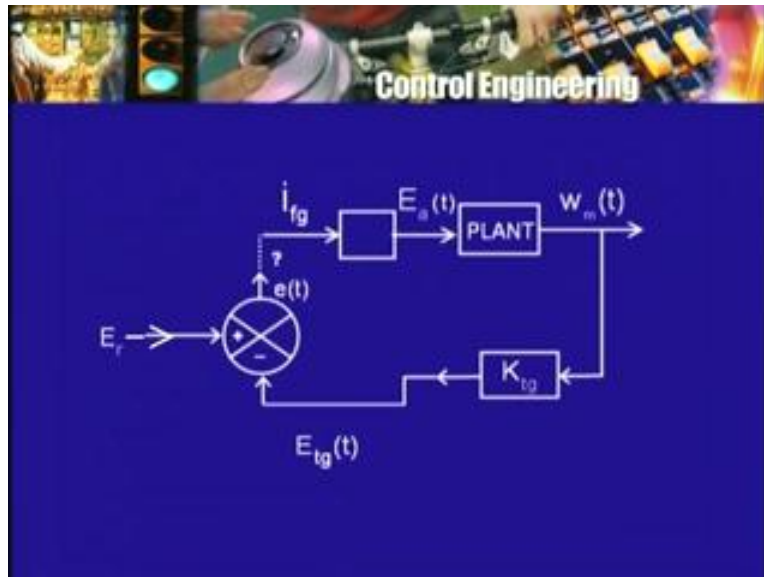 Control Engineering
i_fg
E_a(t)
w_m(t)
PLANT
?
e(t)
E_r
+
−
K_tg
E_tg(t)